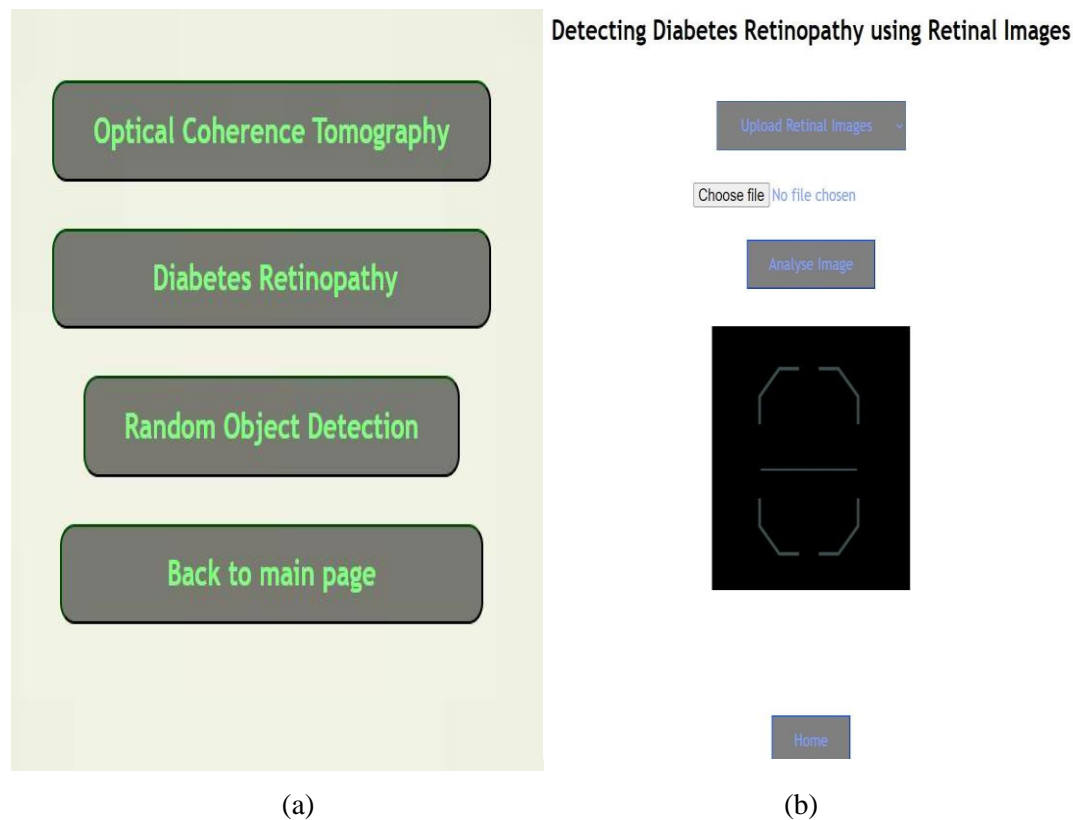 Optical Coherence Tomography
Diabetes Retinopathy
Random Object Detection
Back to main page
(a)
Detecting Diabetes Retinopathy using Retinal Images
Upload Retinal Images
Choose file No file chosen
Analyse Image
Home
(b)